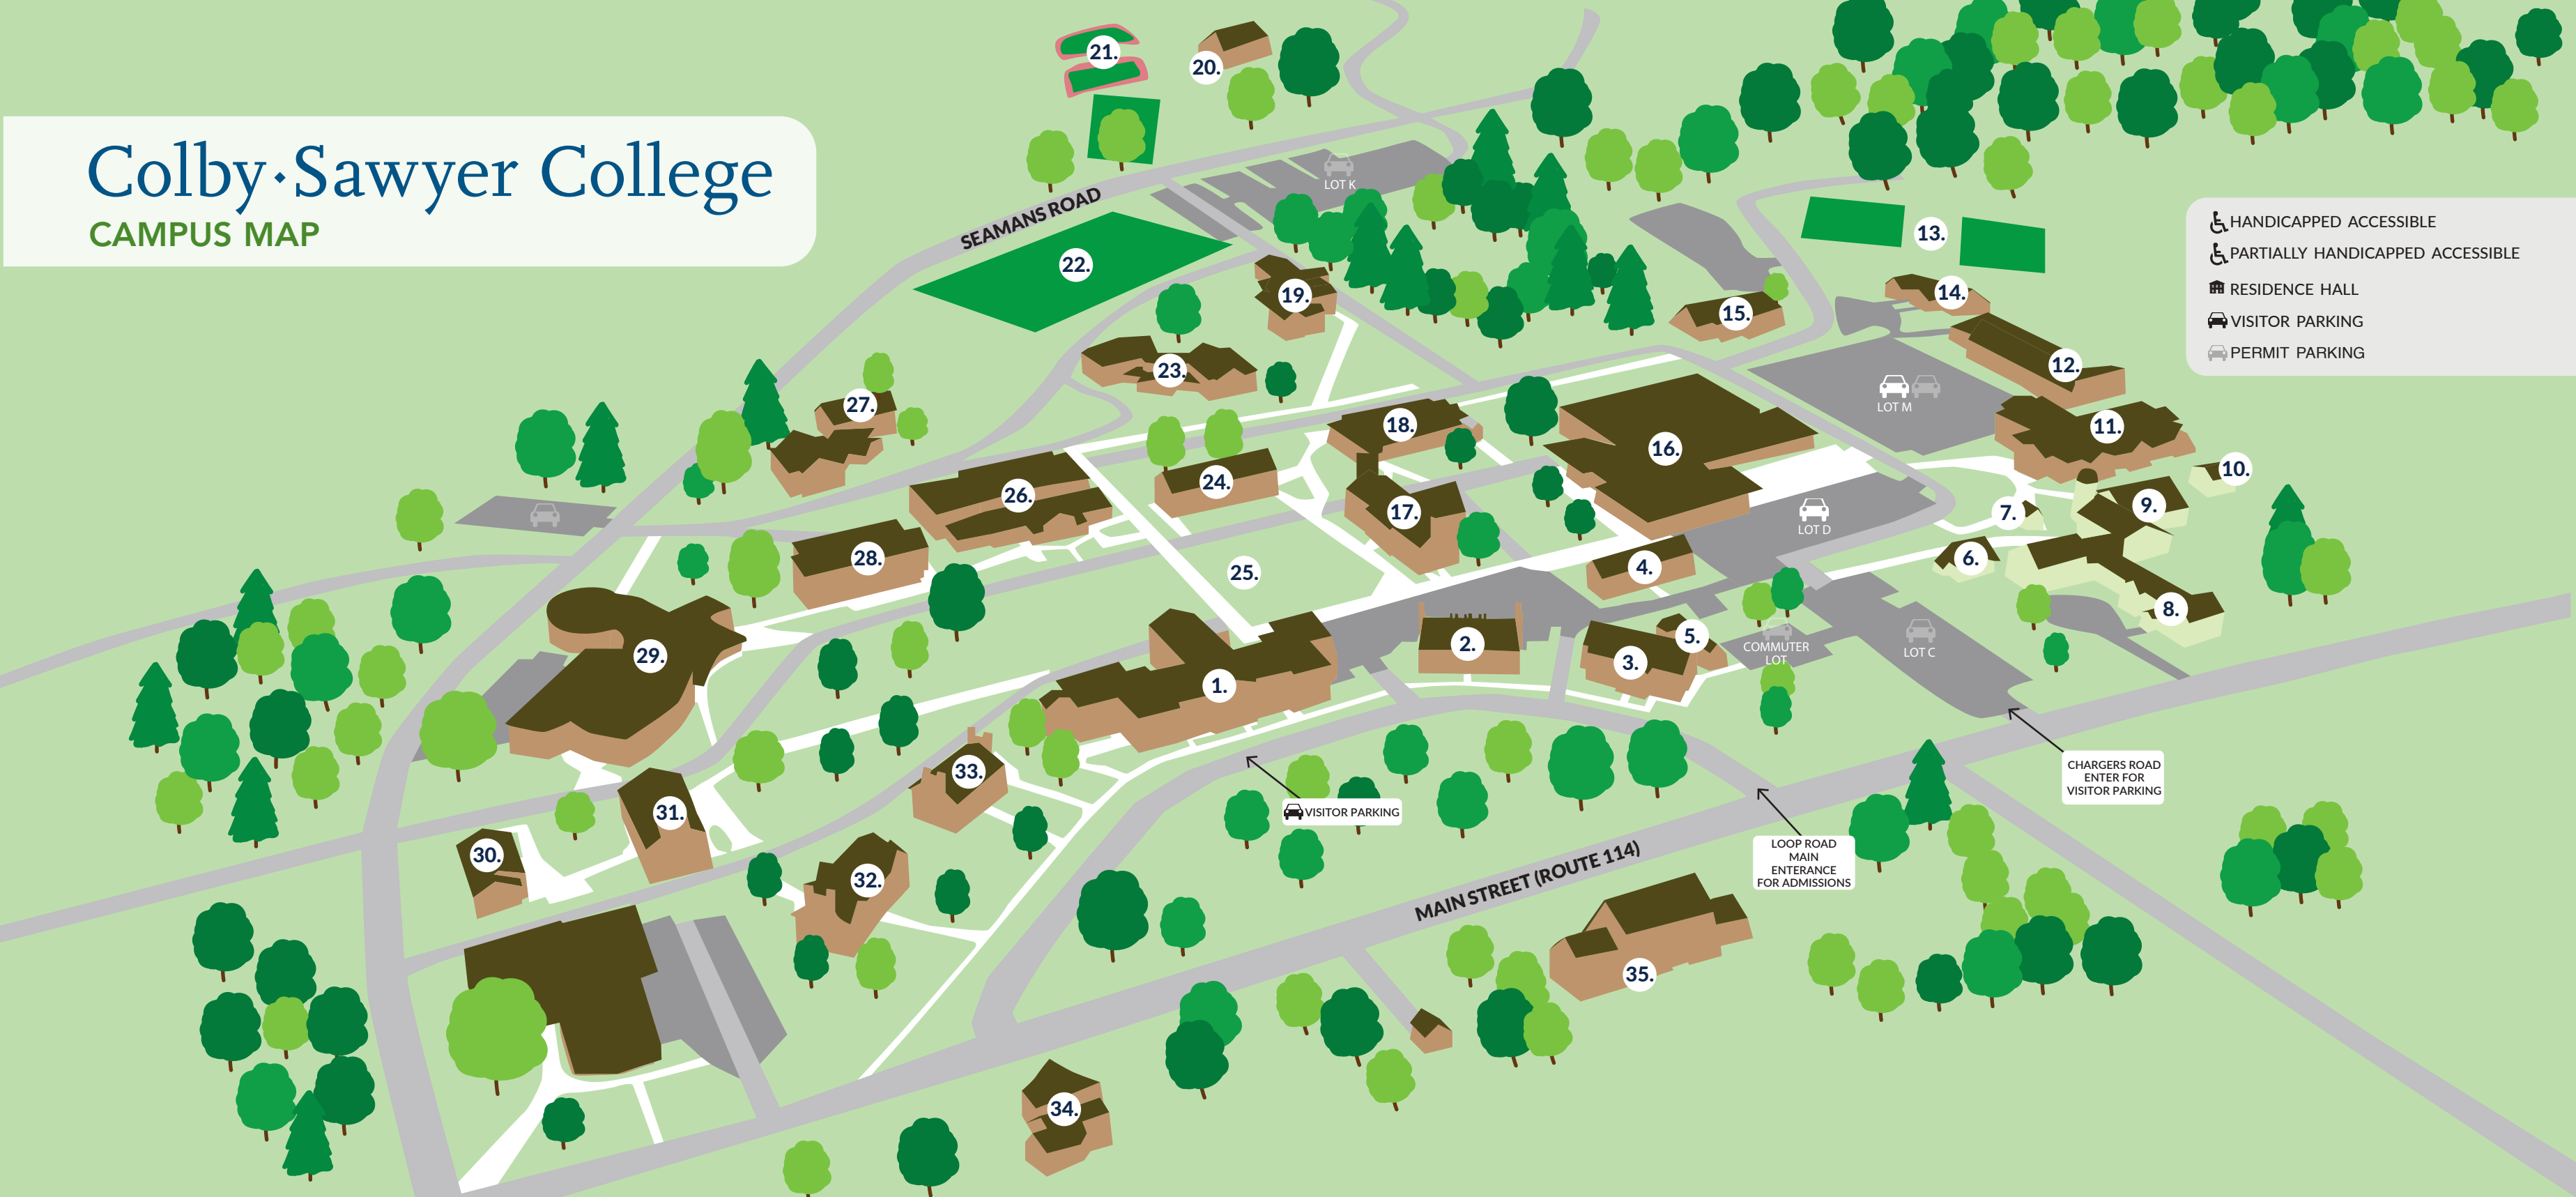 Colby·Sawyer College
CAMPUS MAP
HANDICAPPED ACCESSIBLE
PARTIALLY HANDICAPPED ACCESSIBLE
RESIDENCE HALL
VISITOR PARKING
PERMIT PARKING
21.
20.
LOT K
SEAMANS ROAD
22.
13.
19.
14.
15.
23.
12.
27.
LOT M
18.
11.
16.
10.
24.
26.
9.
17.
7.
LOT D
28.
25.
4.
6.
8.
29.
1.
2.
3.
5.
COMMUTER
LOT
LOT C
33.
31.
30.
32.
VISITOR PARKING
CHARGERS ROAD
ENTER FOR
VISITOR PARKING
LOOP ROAD
MAIN
ENTERANCE
FOR ADMISSIONS
MAIN STREET (ROUTE 114)
35.
34.